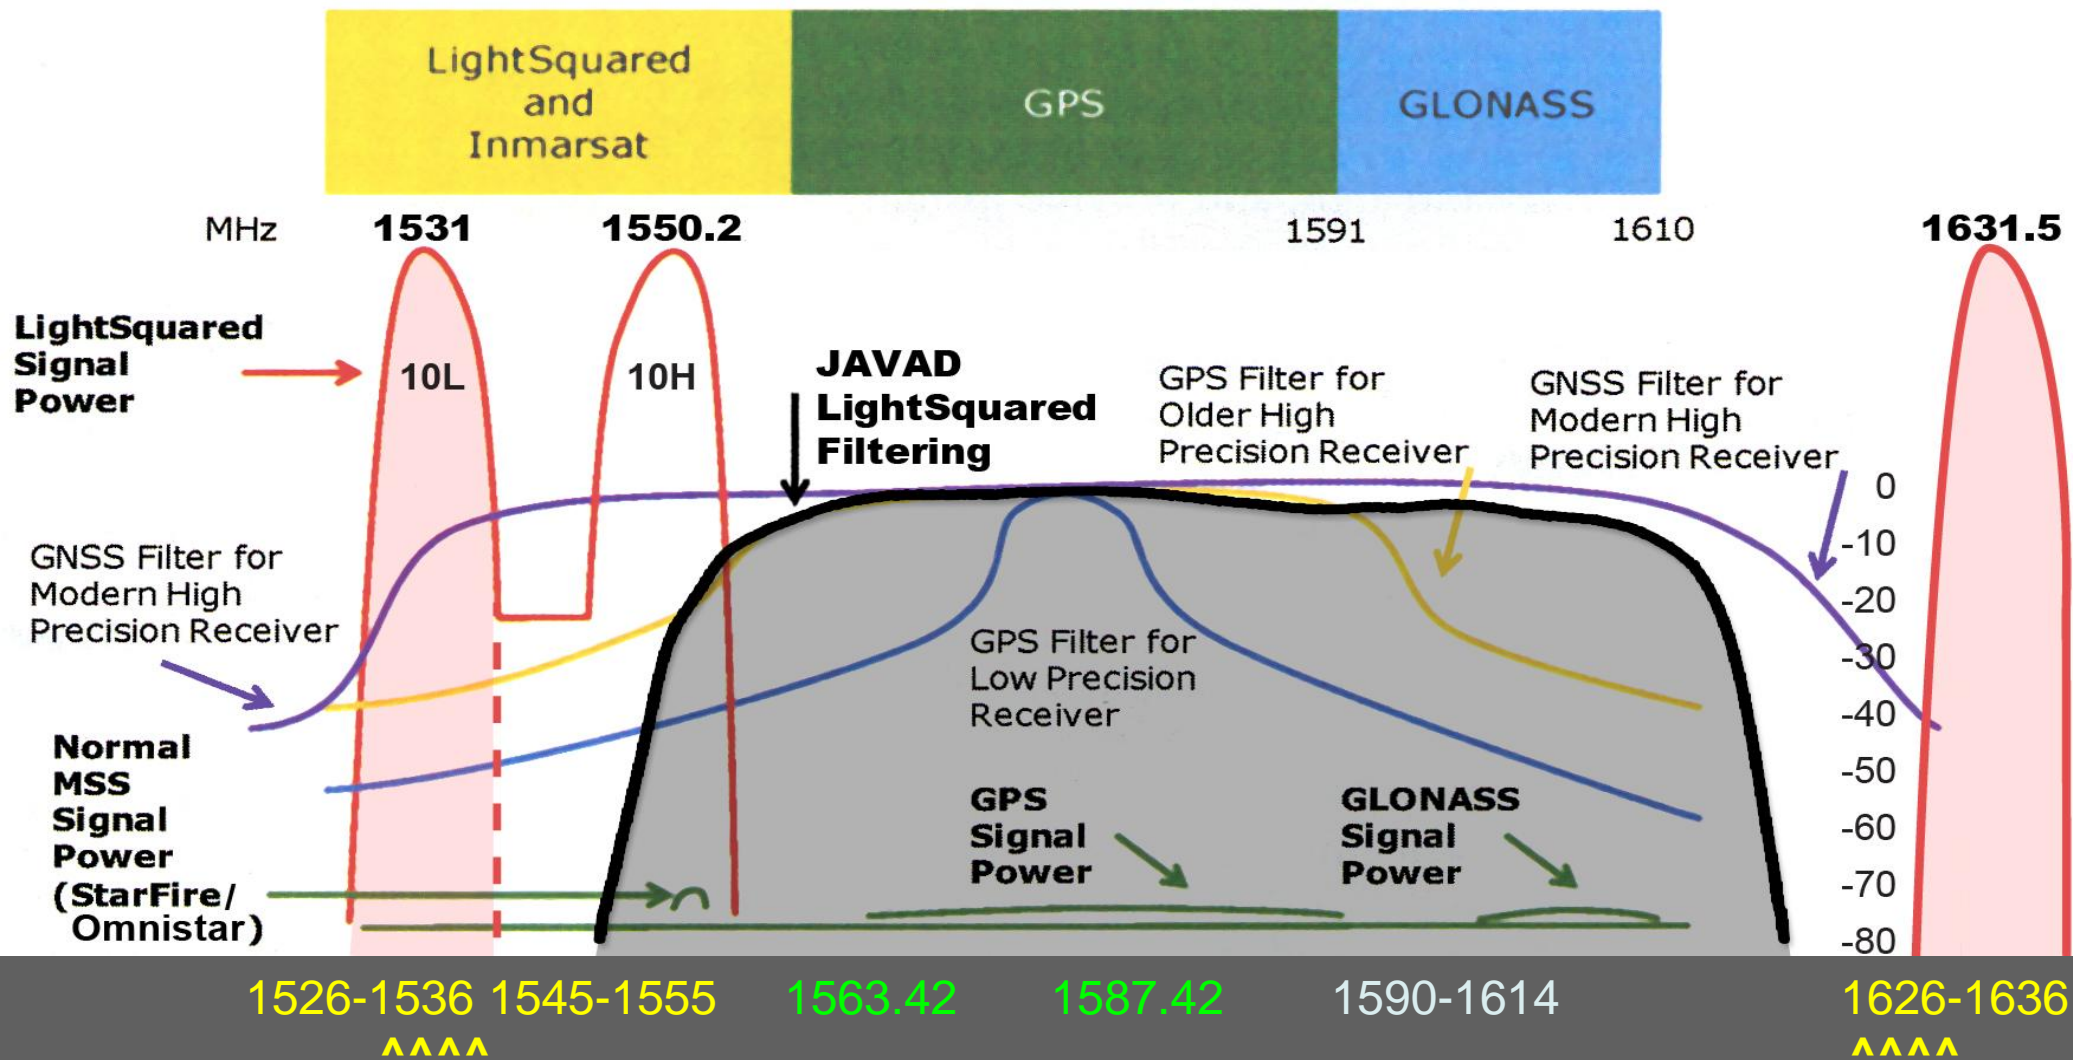 LightSquared
and
Inmarsat
GPS
GLONASS
MHz
1531
1550.2
1591
1610
1631.5
LightSquared
Signal
Power
10L
10H
JAVAD
LightSquared
Filtering
GPS Filter for
Older High
Precision Receiver
GNSS Filter for
Modern High
Precision Receiver
0
-10
-20
-30
-40
-50
-60
-70
-80
GNSS Filter for
Modern High
Precision Receiver
GPS Filter for
Low Precision
Receiver
Normal
MSS
Signal
Power
(StarFire/
Omnistar)
GPS
Signal
Power
GLONASS
Signal
Power
1526-1536 1545-1555 1563.42 1587.42 1590-1614 1626-1636
^^^^ ^^^^